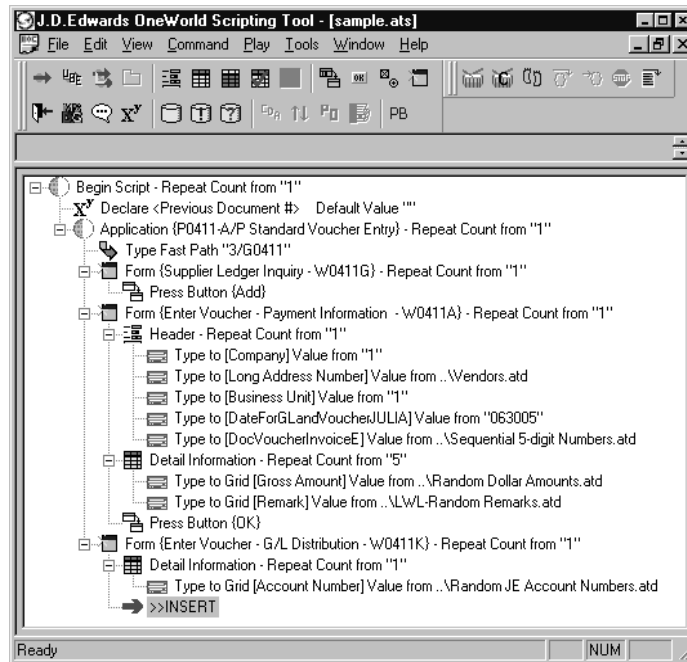 J.D.Edwards OneWorld Scripting Tool - [sample.ats]
File Edit View Command Play Tools Window Help
UBE OK
X^Y PB
Begin Script - Repeat Count from "1"
X^Y Declare <Previous Document #> Default Value ""
Application {P0411-A/P Standard Voucher Entry} - Repeat Count from "1"
Type Fast Path "3/G0411"
Form {Supplier Ledger Inquiry - W0411G} - Repeat Count from "1"
Press Button {Add}
Form {Enter Voucher - Payment Information - W0411A} - Repeat Count from "1"
Header - Repeat Count from "1"
Type to [Company] Value from "1"
Type to [Long Address Number] Value from ..\Vendors.atd
Type to [Business Unit] Value from "1"
Type to [DateForGLandVoucherJULIA] Value from "063005"
Type to [DocVoucherInvoiceE] Value from ..\Sequential 5-digit Numbers.atd
Detail Information - Repeat Count from "5"
Type to Grid [Gross Amount] Value from ..\Random Dollar Amounts.atd
Type to Grid [Remark] Value from ..\LWL-Random Remarks.atd
Press Button {OK}
Form {Enter Voucher - G/L Distribution - W0411K} - Repeat Count from "1"
Detail Information - Repeat Count from "1"
Type to Grid [Account Number] Value from ..\Random JE Account Numbers.atd
>>INSERT
Ready NUM